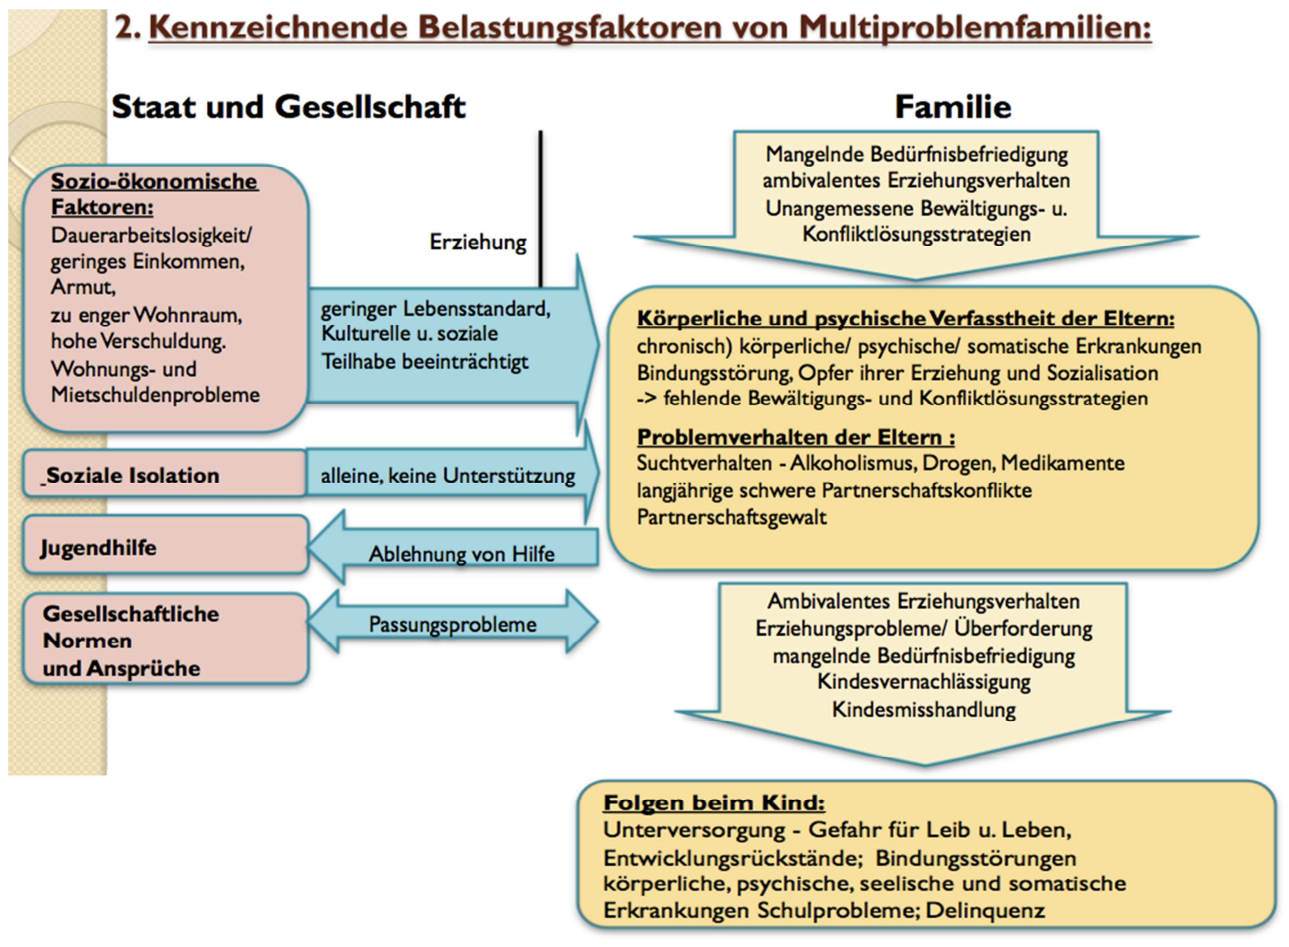 2. Kennzeichnende Belastungsfaktoren von Multiproblemfamilien:
Staat und Gesellschaft
Familie
Sozio-ökonomische
Faktoren:
Dauerarbeitslosigkeit/
geringes Einkommen,
Armut,
zu enger Wohnraum,
hohe Verschuldung.
Wohnungs- und
Mietschuldenprobleme
Erziehung
geringer Lebensstandard,
Kulturelle u. soziale
Teilhabe beeinträchtigt
Soziale Isolation
alleine, keine Unterstützung
Jugendhilfe
Ablehnung von Hilfe
Gesellschaftliche
Normen
und Ansprüche
Passungsprobleme
Mangelnde Bedürfnisbefriedigung
ambivalentes Erziehungsverhalten
Unangemessene Bewältigungs- u.
Konfliktlösungsstrategien
Körperliche und psychische Verfasstheit der Eltern:
chronisch) körperliche/ psychische/ somatische Erkrankungen
Bindungsstörung, Opfer ihrer Erziehung und Sozialisation
-> fehlende Bewältigungs- und Konfliktlösungsstrategien
Problemverhalten der Eltern :
Suchtverhalten - Alkoholismus, Drogen, Medikamente
langjährige schwere Partnerschaftskonflikte
Partnerschaftsgewalt
Ambivalentes Erziehungsverhalten
Erziehungsprobleme/ Überforderung
mangelnde Bedürfnisbefriedigung
Kindesvernachlässigung
Kindesmisshandlung
Folgen beim Kind:
Unterversorgung - Gefahr für Leib u. Leben,
Entwicklungsrückstände; Bindungsstörungen
körperliche, psychische, seelische und somatische
Erkrankungen Schulprobleme; Delinquenz